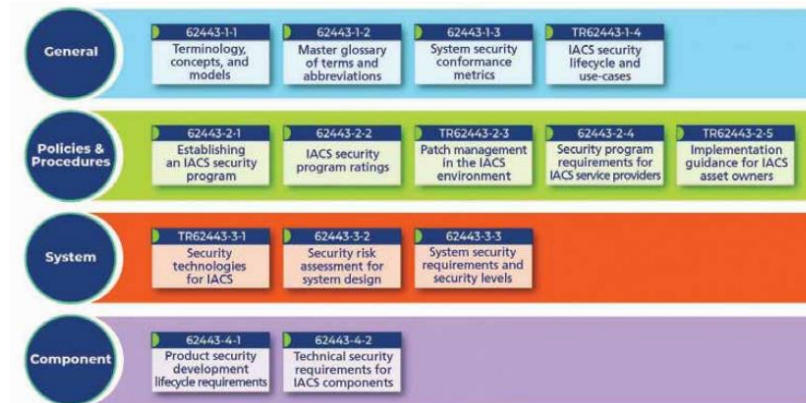 General
62443-1-1
Terminology,
concepts, and
models
62443-1-2
Master glossary
of terms and
abbreviations
62443-1-3
System security
conformance
metrics
TR62443-1-4
IACS security
lifecycle and
use-cases
Policies &
Procedures
62443-2-1
Establishing
an IACS security
program
62443-2-2
IACS security
program ratings
TR62443-2-3
Patch management
in the IACS
environment
62443-2-4
Security program
requirements for
IACS service providers
TR62443-2-5
Implementation
guidance for IACS
asset owners
System
TR62443-3-1
Security
technologies
for IACS
62443-3-2
Security risk
assessment for
system design
62443-3-3
System security
requirements and
security levels
Component
62443-4-1
Product security
development
lifecycle requirements
62443-4-2
Technical security
requirements for
IACS components